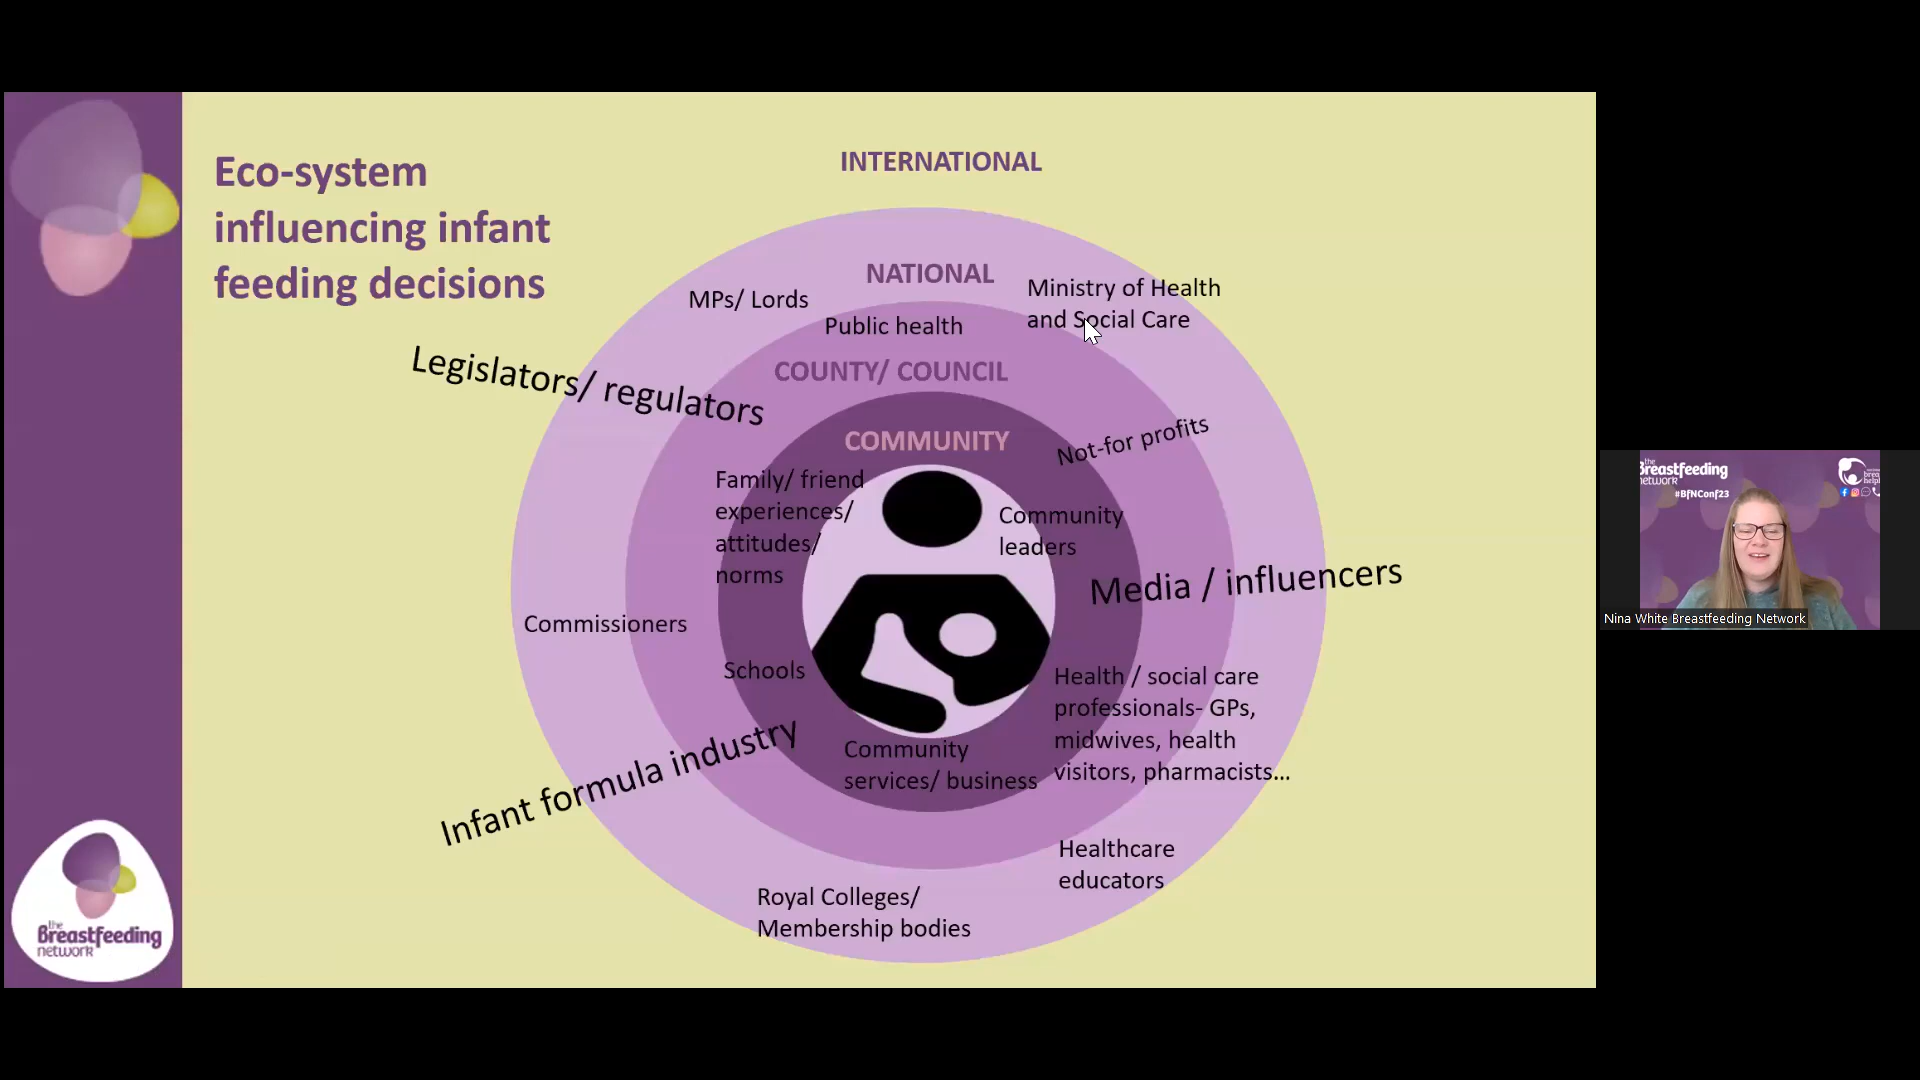 Eco-system
influencing infant
feeding decisions
INTERNATIONAL
NATIONAL
MPs/ Lords
Ministry of Health
and Social Care
Public health
Legislators/ regulators
COUNTY/ COUNCIL
Not-for profits
COMMUNITY
Family/ friend
experiences/
attitudes/
norms
Community
leaders
Media / influencers
Commissioners
Schools
Health / social care
professionals- GPs,
midwives, health
visitors, pharmacists...
Infant formula industry
Community
services/ business
Healthcare
educators
Royal Colleges/
Membership bodies
the
Breastfeeding
network
the
Breastfeeding
network
#BfNConf23
Nina White Breastfeeding Network